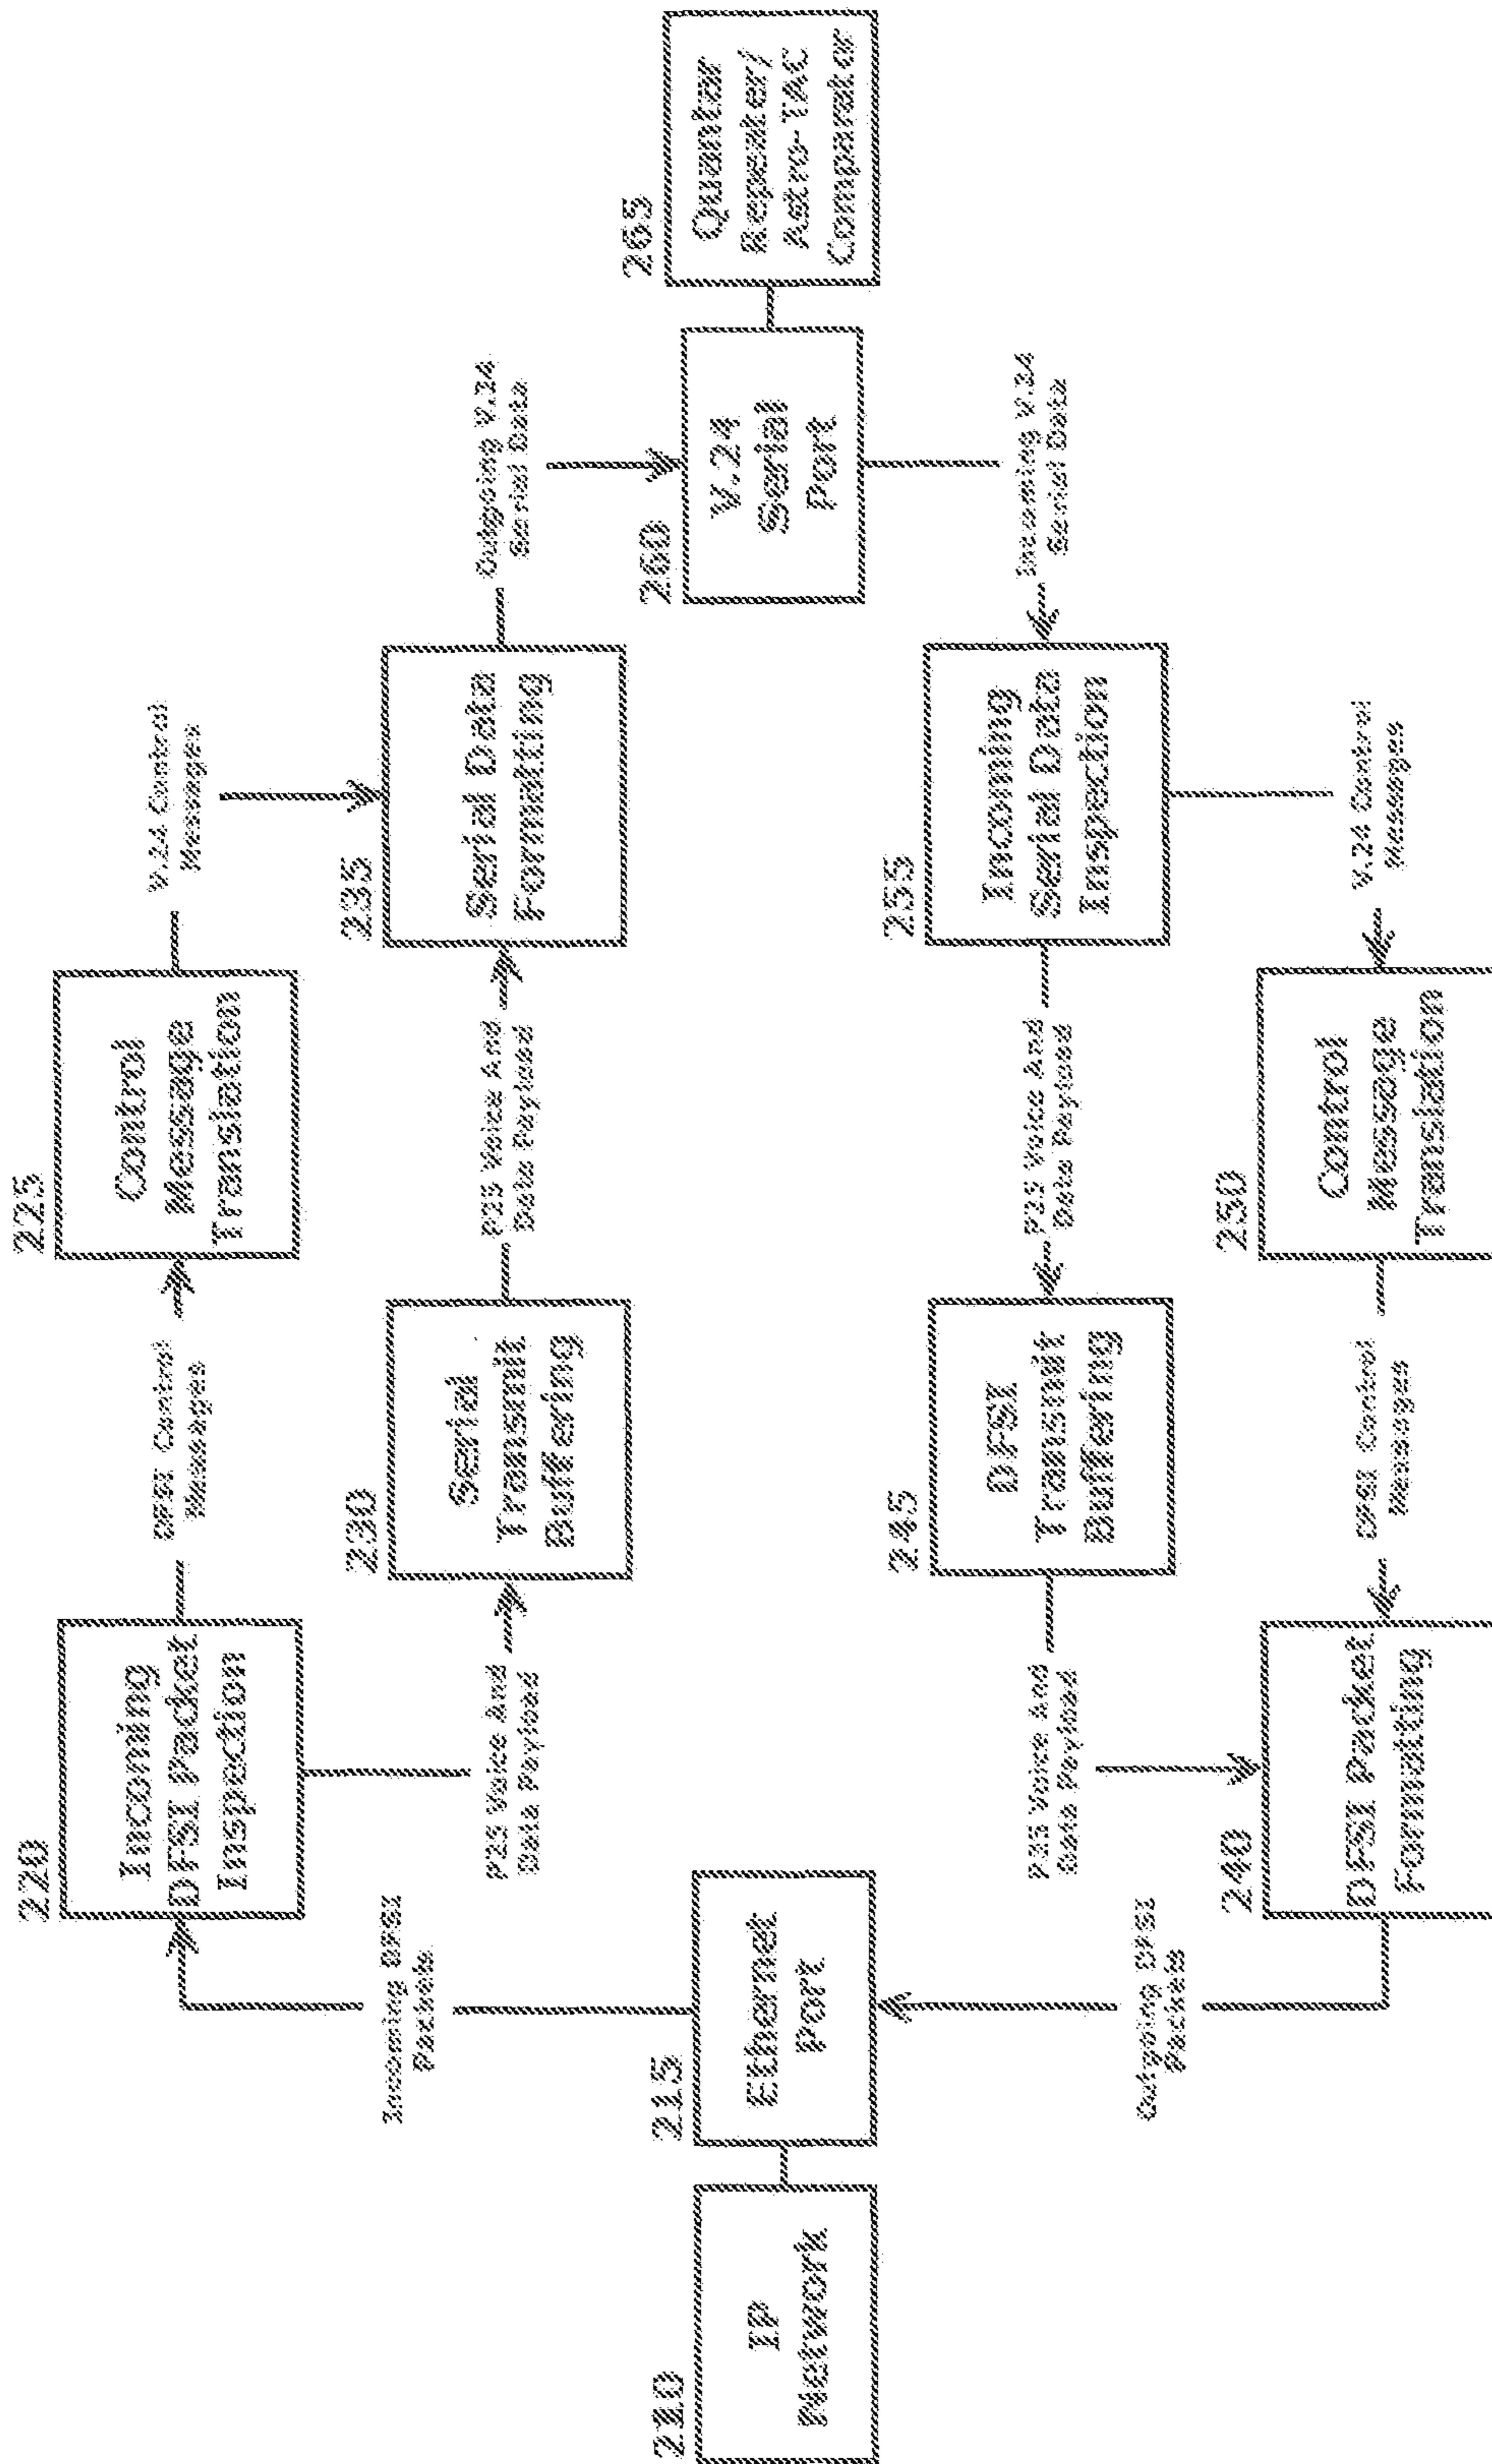 210
IP
Network
215
Ethernet
Port
Incoming DFSI
Packets
220
Incoming
DFSI Packet
Inspection
DFSI Control
Messages
225
Control
Message
Translation
V.24 Control
Messages
P25 Voice And
Data Payload
230
Serial
Transmit
Buffering
P25 Voice And
Data Payload
235
Serial Data
Formatting
Outgoing V.24
Serial Data
260
V.24
Serial
Port
265
Quantar
Repeater/
Astro-TAC
Comparator
Incoming V.24
Serial Data
255
Incoming
Serial Data
Inspection
P25 Voice And
Data Payload
245
DFSI
Transmit
Buffering
P25 Voice And
Data Payload
V.24 Control
Messages
250
Control
Message
Translation
DFSI Control
Messages
240
DFSI Packet
Formatting
Outgoing DFSI
Packets